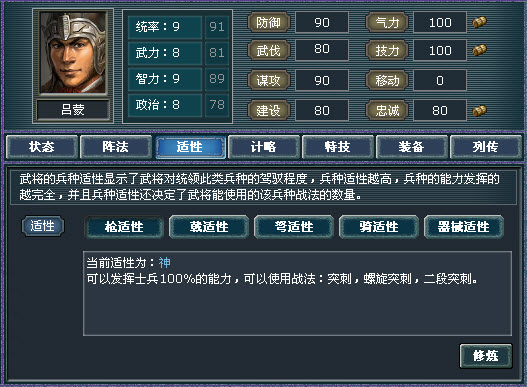 统率：9 91 防御 90 气力 100
武力：8 81 武伐 80 技力 100
智力：9 89 谋攻 90 移动 0
政治：8 78 建设 80 忠诚 80
吕蒙
状态 阵法 适性 计略 特技 装备 列传
武将的兵种适性显示了武将对统领此类兵种的驾驭程度，兵种适性越高，兵种的能力发挥的
越完全，并且兵种适性还决定了武将能使用的该兵种战法的数量。
适性 枪适性 戟适性 弩适性 骑适性 器械适性
当前适性为：神
可以发挥士兵100%的能力，可以使用战法：突刺，螺旋突刺，二段突刺。
修炼